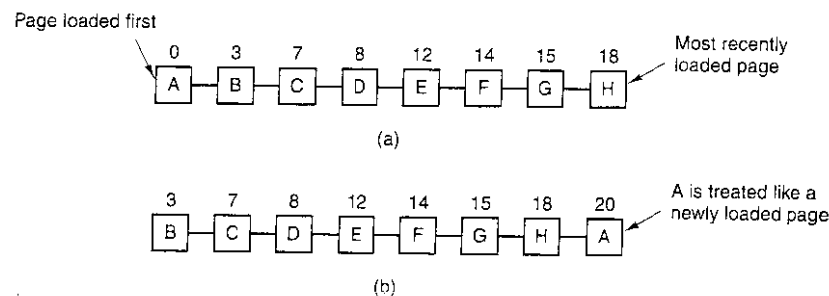 Page loaded first
0 3 7 8 12 14 15 18
Most recently
loaded page
A B C D E F G H
(a)
3 7 8 12 14 15 18 20
A is treated like a
newly loaded page
B C D E F G H A
(b)